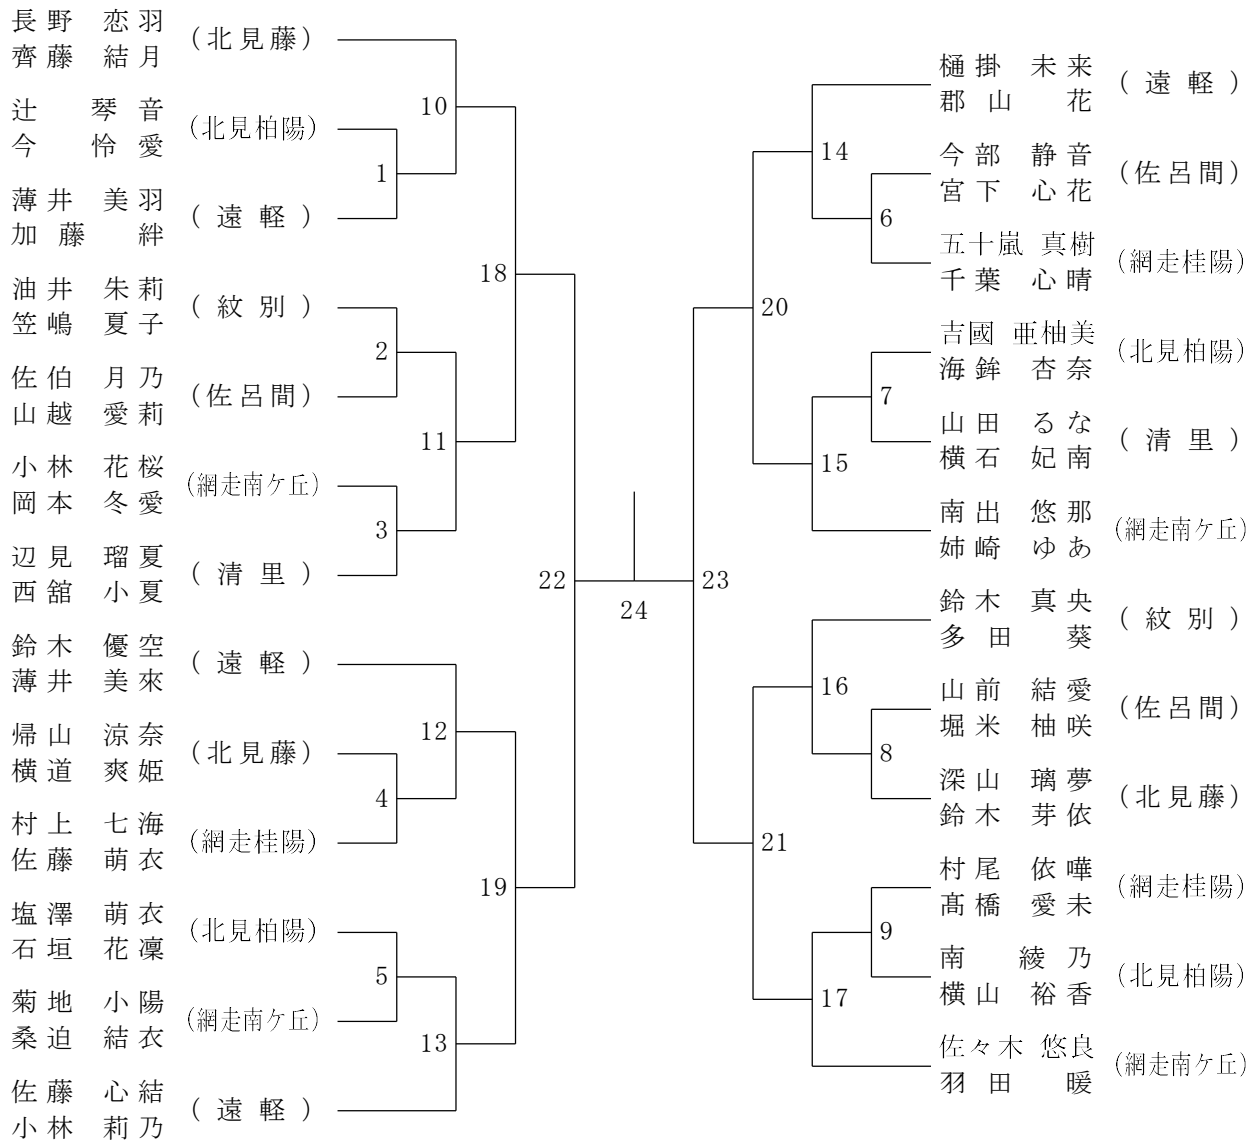 長野 恋羽
齊藤 結月
(北見藤)
辻 琴音
今 怜愛
(北見柏陽)
薄井 美羽
加藤 絆
(遠軽)
油井 朱莉
笠嶋 夏子
(紋別)
佐伯 月乃
山越 愛莉
(佐呂間)
小林 花桜
岡本 冬愛
(網走南ケ丘)
辺見 瑠夏
西舘 小夏
(清里)
鈴木 優空
薄井 美來
(遠軽)
帰山 涼奈
横道 爽姫
(北見藤)
村上 七海
佐藤 萌衣
(網走桂陽)
塩澤 萌衣
石垣 花凜
(北見柏陽)
菊地 小陽
桑迫 結衣
(網走南ケ丘)
佐藤 心結
小林 莉乃
(遠軽)
1
2
3
4
5
10
11
12
13
18
19
22
24
23
20
21
14
15
16
17
6
7
8
9
樋掛 未来
郡山 花
(遠軽)
今部 静音
宮下 心花
(佐呂間)
五十嵐 真樹
千葉 心晴
(網走桂陽)
吉國 亜柚美
海鉾 杏奈
(北見柏陽)
山田 るな
横石 妃南
(清里)
南出 悠那
姉崎 ゆあ
(網走南ケ丘)
鈴木 真央
多田 葵
(紋別)
山前 結愛
堀米 柚咲
(佐呂間)
深山 璃夢
鈴木 芽依
(北見藤)
村尾 依嘩
髙橋 愛未
(網走桂陽)
南 綾乃
横山 裕香
(北見柏陽)
佐々木 悠良
羽田 暖
(網走南ケ丘)